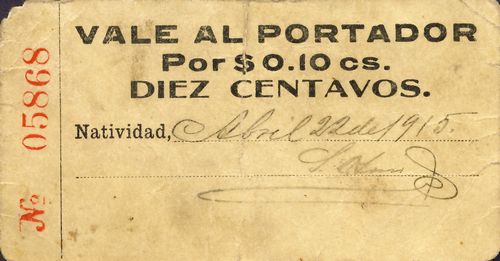 VALE AL PORTADOR
Por $ 0.10 cs.
DIEZ CENTAVOS.
Natividad, Abril 22 de 1915.
Nº 05868